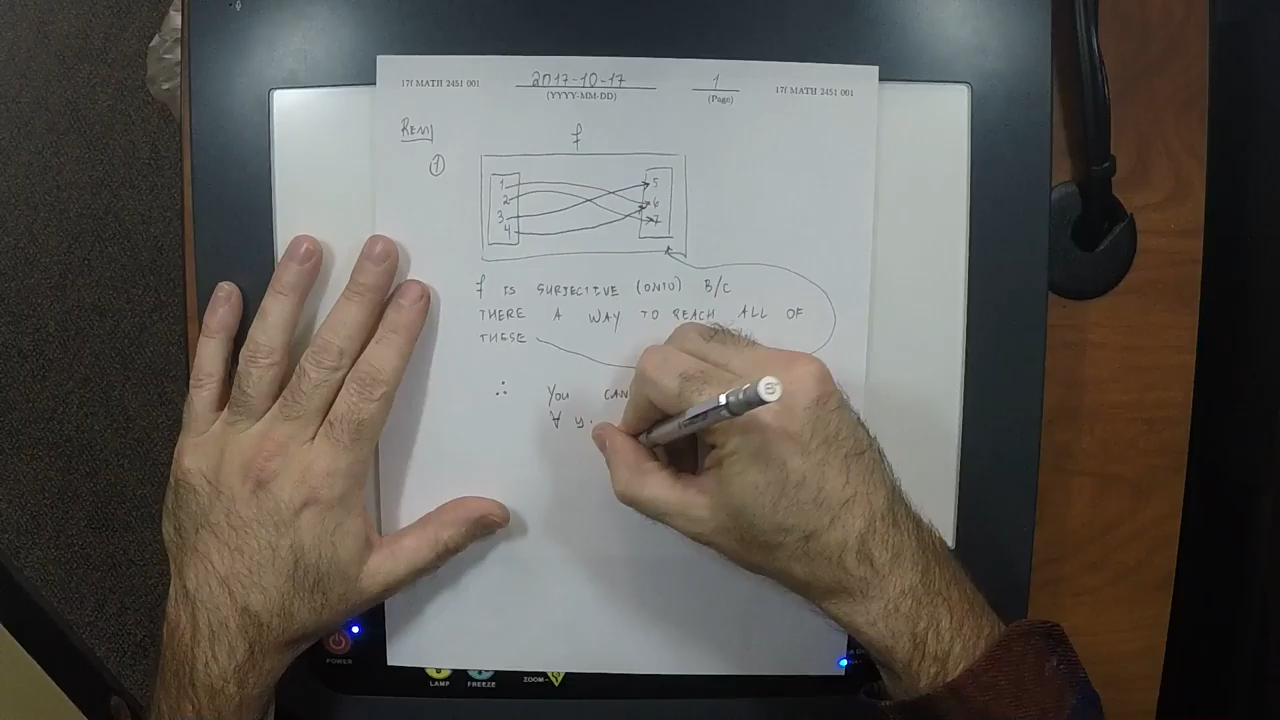 17f MATH 2451 001 2017-10-17 1 17f MATH 2451 001
(YYYY-MM-DD) (Page)
REM
1
f
1 5
2 6
3 7
4
f IS SURJECTIVE (ONTO) B/C
THERE A WAY TO REACH ALL OF
THESE
∴ YOU CAN
∀ y.
POWER
LAMP FREEZE ZOOM-